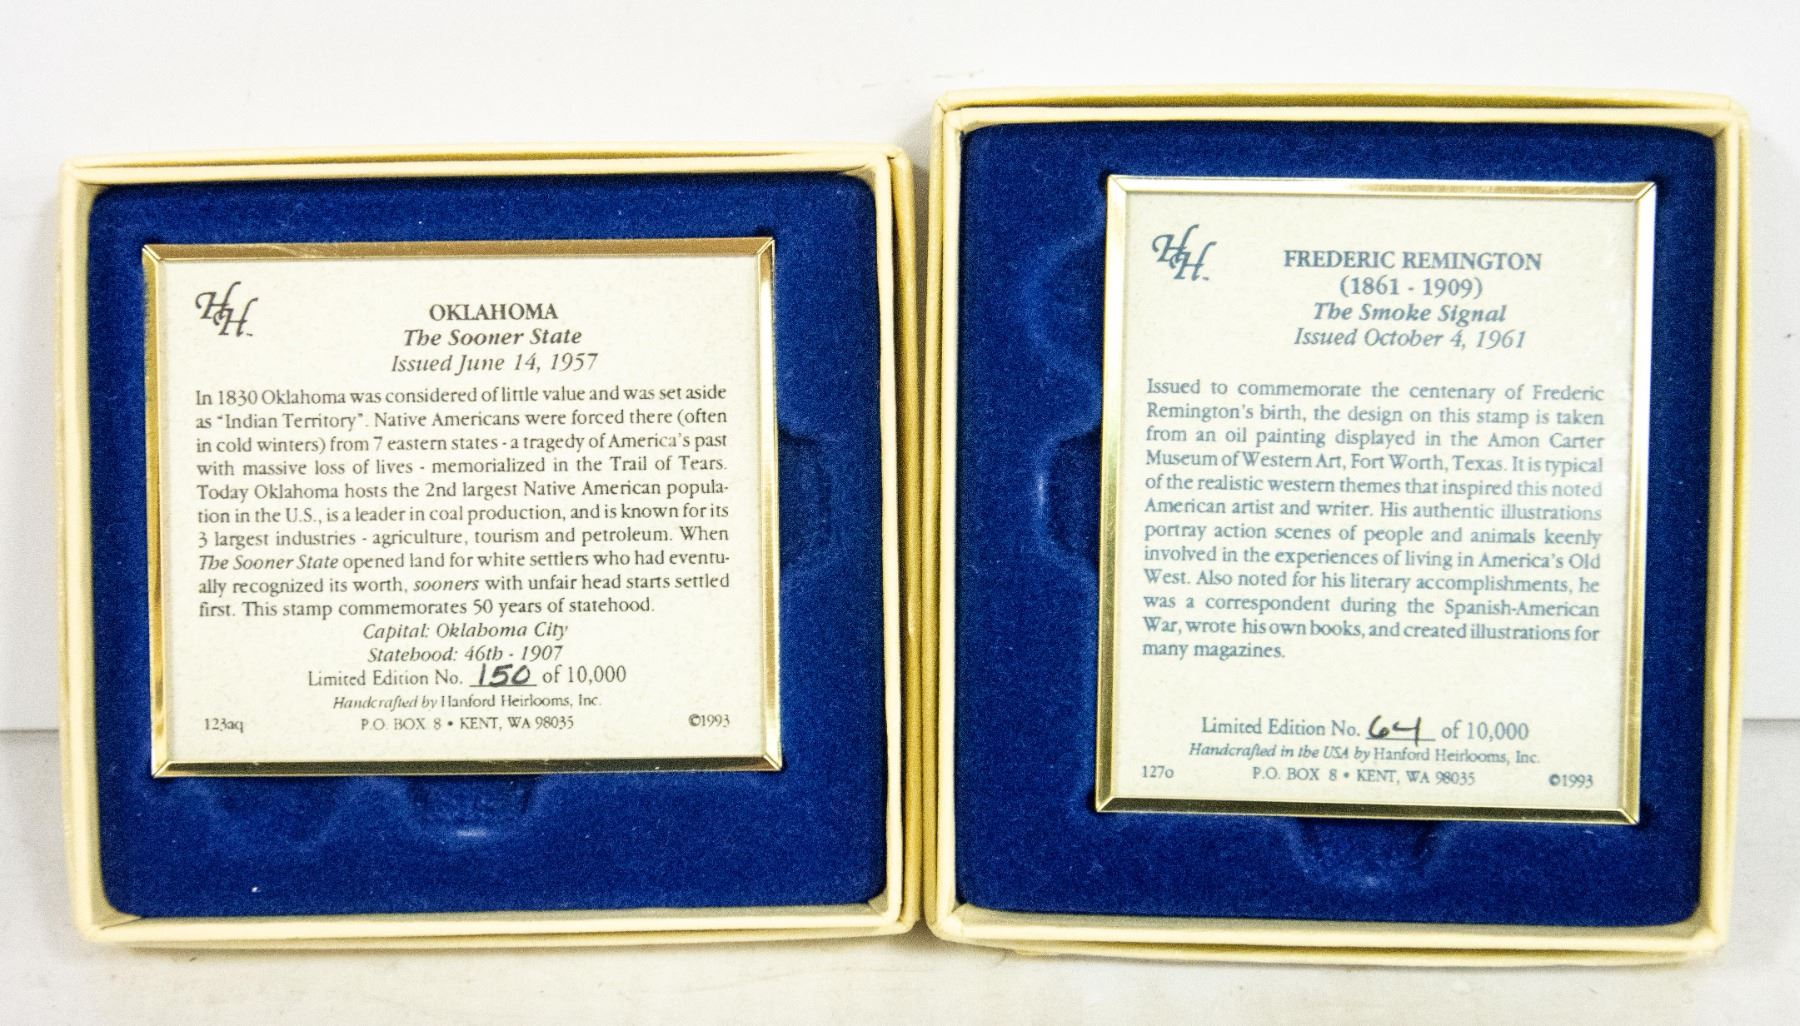 HH™
OKLAHOMA
The Sooner State
Issued June 14, 1957
In 1830 Oklahoma was considered of little value and was set aside
as "Indian Territory". Native Americans were forced there (often
in cold winters) from 7 eastern states - a tragedy of America's past
with massive loss of lives - memorialized in the Trail of Tears.
Today Oklahoma hosts the 2nd largest Native American popula-
tion in the U.S., is a leader in coal production, and is known for its
3 largest industries - agriculture, tourism and petroleum. When
The Sooner State opened land for white settlers who had eventu-
ally recognized its worth, sooners with unfair head starts settled
first. This stamp commemorates 50 years of statehood.
Capital: Oklahoma City
Statehood: 46th - 1907
Limited Edition No. 150 of 10,000
Handcrafted by Hanford Heirlooms, Inc.
123aq P.O. BOX 8 • KENT, WA 98035 ©1993
HH™
FREDERIC REMINGTON
(1861 - 1909)
The Smoke Signal
Issued October 4, 1961
Issued to commemorate the centenary of Frederic
Remington's birth, the design on this stamp is taken
from an oil painting displayed in the Amon Carter
Museum of Western Art, Fort Worth, Texas. It is typical
of the realistic western themes that inspired this noted
American artist and writer. His authentic illustrations
portray action scenes of people and animals keenly
involved in the experiences of living in America's Old
West. Also noted for his literary accomplishments, he
was a correspondent during the Spanish-American
War, wrote his own books, and created illustrations for
many magazines.
Limited Edition No. 64 of 10,000
Handcrafted in the USA by Hanford Heirlooms, Inc.
127o P.O. BOX 8 • KENT, WA 98035 ©1993